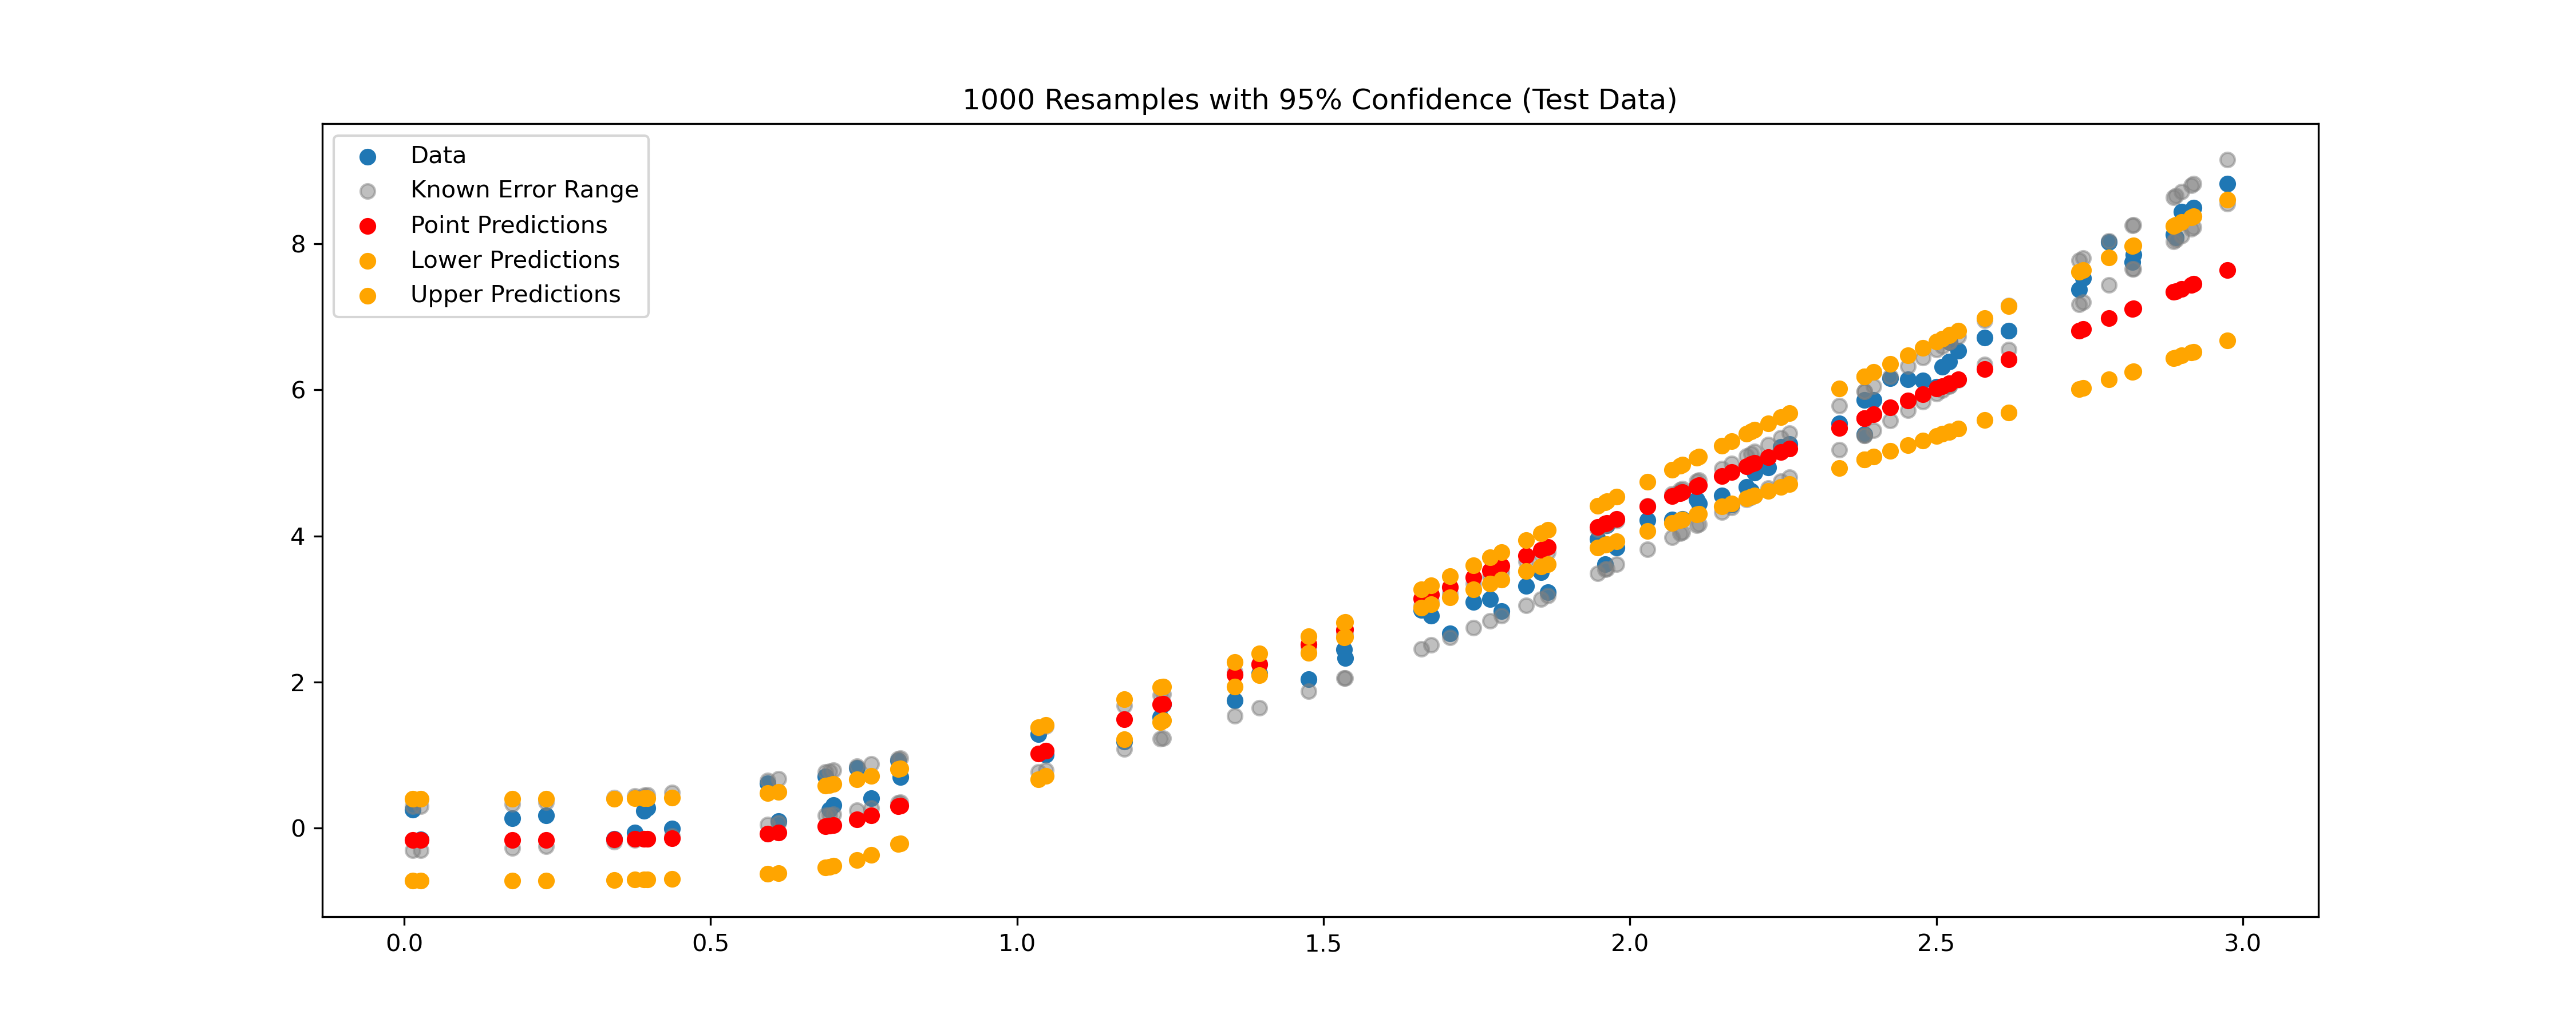 1000 Resamples with 95% Confidence (Test Data)
Data
Known Error Range
Point Predictions
Lower Predictions
Upper Predictions
8
6
4
2
0
0.0 0.5 1.0 1.5 2.0 2.5 3.0